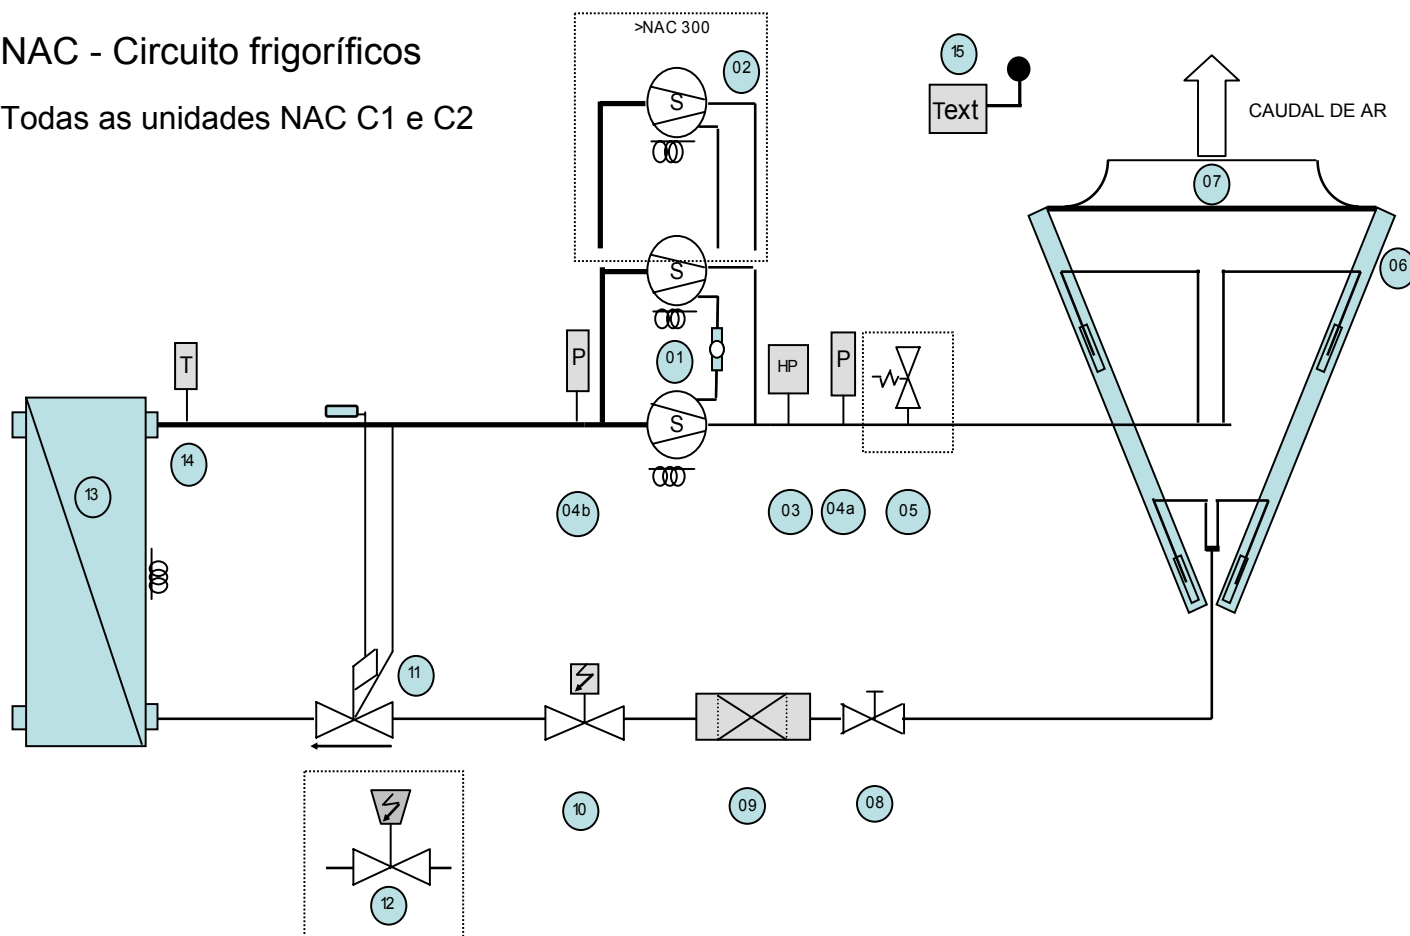 NAC - Circuito frigoríficos
Todas as unidades NAC C1 e C2
>NAC 300
02
S
15
Text
CAUDAL DE AR
07
06
S
01
T
P
HP
P
S
14
13
04b
03
04a
05
11
10
09
08
12